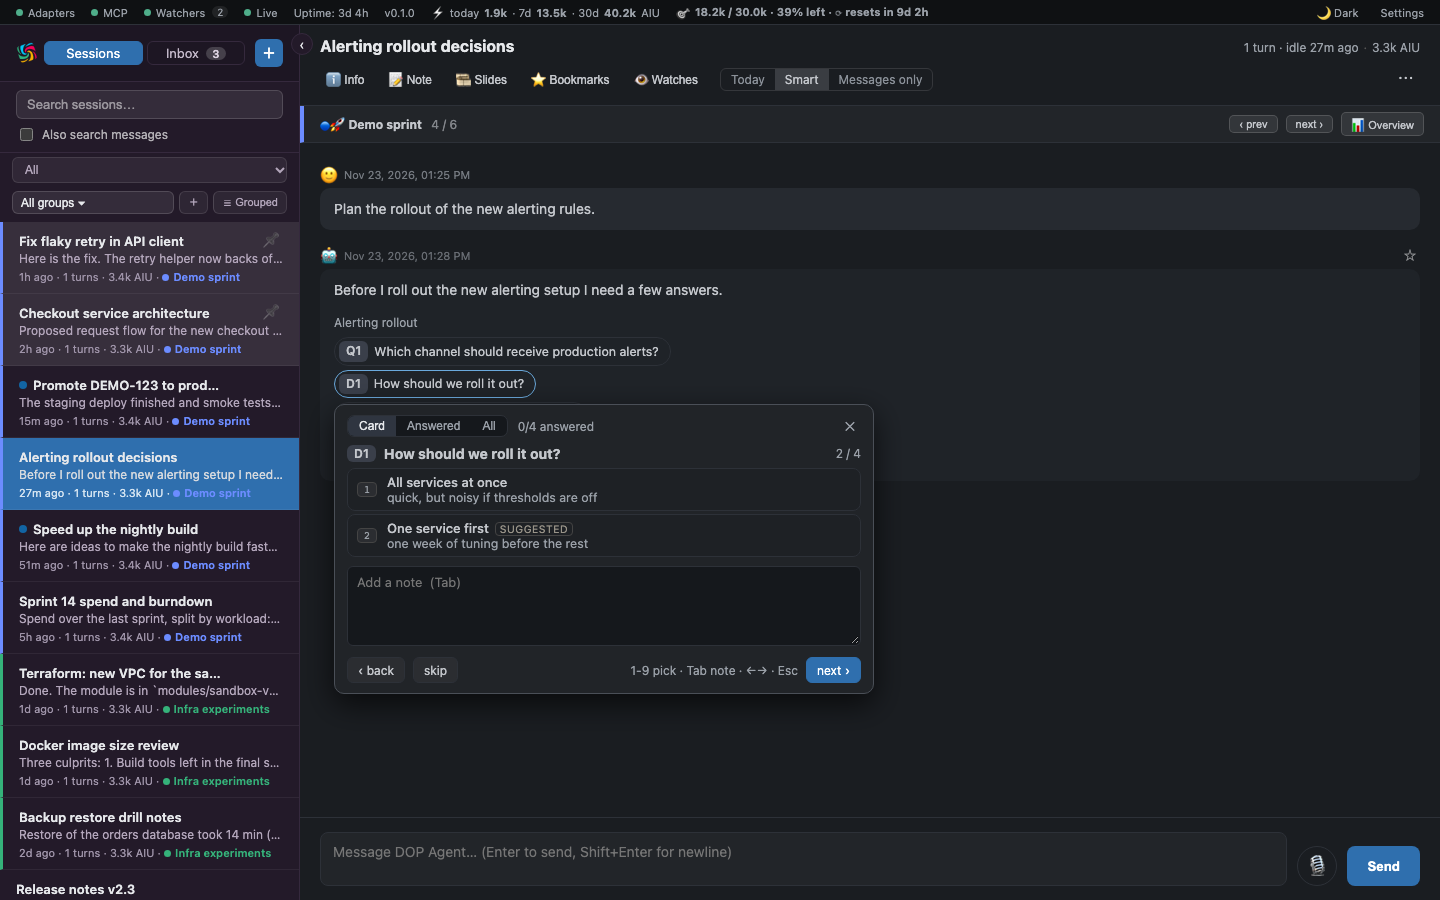 Adapters MCP Watchers 2 Live Uptime: 3d 4h v0.1.0 ⚡ today 1.9k · 7d 13.5k · 30d 40.2k AIU 18.2k / 30.0k · 39% left · resets in 9d 2h Dark Settings
Sessions Inbox 3 +
Search sessions…
Also search messages
All
All groups ▾ + ≡ Grouped
Fix flaky retry in API client
Here is the fix. The retry helper now backs of…
1h ago · 1 turns · 3.4k AIU · Demo sprint
Checkout service architecture
Proposed request flow for the new checkout …
2h ago · 1 turns · 3.3k AIU · Demo sprint
Promote DEMO-123 to prod…
The staging deploy finished and smoke tests…
15m ago · 1 turns · 3.4k AIU · Demo sprint
Alerting rollout decisions
Before I roll out the new alerting setup I need…
27m ago · 1 turns · 3.3k AIU · Demo sprint
Speed up the nightly build
Here are ideas to make the nightly build fast…
51m ago · 1 turns · 3.4k AIU · Demo sprint
Sprint 14 spend and burndown
Spend over the last sprint, split by workload:…
5h ago · 1 turns · 3.4k AIU · Demo sprint
Terraform: new VPC for the sa…
Done. The module is in `modules/sandbox-v…
1d ago · 1 turns · 3.3k AIU · Infra experiments
Docker image size review
Three culprits: 1. Build tools left in the final s…
1d ago · 1 turns · 3.3k AIU · Infra experiments
Backup restore drill notes
Restore of the orders database took 14 min (…
2d ago · 1 turns · 3.3k AIU · Infra experiments
Release notes v2.3
‹ Alerting rollout decisions 1 turn · idle 27m ago · 3.3k AIU
Info Note Slides Bookmarks Watches Today Smart Messages only ⋯
Demo sprint 4 / 6 ‹ prev next › Overview
Nov 23, 2026, 01:25 PM
Plan the rollout of the new alerting rules.
Nov 23, 2026, 01:28 PM ☆
Before I roll out the new alerting setup I need a few answers.
Alerting rollout
Q1 Which channel should receive production alerts?
D1 How should we roll it out?
Card Answered All 0/4 answered ×
D1 How should we roll it out? 2 / 4
1 All services at once
quick, but noisy if thresholds are off
2 One service first SUGGESTED
one week of tuning before the rest
Add a note (Tab)
‹ back skip 1-9 pick · Tab note · ←→ · Esc next ›
Message DOP Agent… (Enter to send, Shift+Enter for newline)
Send